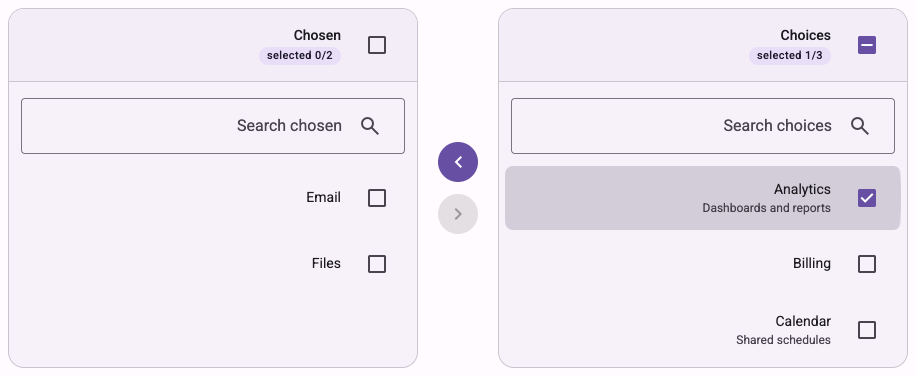 Chosen
selected 0/2
Search chosen
Email
Files
Choices
selected 1/3
Search choices
Analytics
Dashboards and reports
Billing
Calendar
Shared schedules